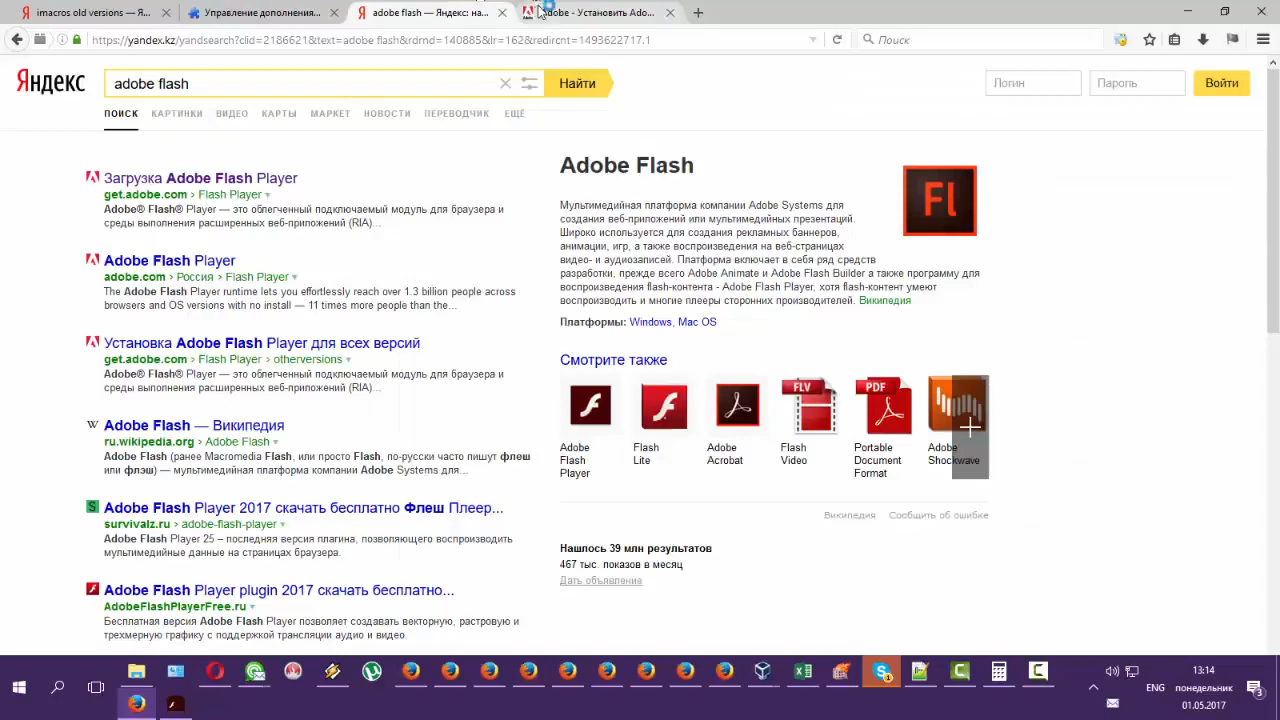 imacros old versions —
Управление дополнения...
adobe flash — Яндекс: на...
Adobe - Установить Ado...
https://yandex.kz/yandsearch?clid=2186621&text=adobe flash&rdrnd=140885&lr=162&redircnt=1493622717.1
Поиск
Яндекс
adobe flash
Найти
Логин
Пароль
Войти
ПОИСК
КАРТИНКИ
ВИДЕО
КАРТЫ
МАРКЕТ
НОВОСТИ
ПЕРЕВОДЧИК
ЕЩЁ
Загрузка Adobe Flash Player
get.adobe.com › Flash Player
Adobe® Flash® Player — это облегченный подключаемый модуль для браузера и
среды выполнения расширенных веб-приложений (RIA)...
Adobe Flash Player
adobe.com › Россия › Flash Player
The Adobe Flash Player runtime lets you effortlessly reach over 1.3 billion people across
browsers and OS versions with no install — 11 times more people than the...
Установка Adobe Flash Player для всех версий
get.adobe.com › Flash Player › otherversions
Adobe® Flash® Player — это облегченный подключаемый модуль для браузера и
среды выполнения расширенных веб-приложений (RIA)...
W
Adobe Flash — Википедия
ru.wikipedia.org › Adobe Flash
Adobe Flash (ранее Macromedia Flash, или просто Flash, по-русски часто пишут флеш
или флэш) — мультимедийная платформа компании Adobe Systems для...
S
Adobe Flash Player 2017 скачать бесплатно Флеш Плеер...
survivalz.ru › adobe-flash-player
Adobe Flash Player 25 – последняя версия плагина, позволяющего воспроизводить
мультимедийные данные на страницах браузера.
Adobe Flash Player plugin 2017 скачать бесплатно...
AdobeFlashPlayerFree.ru
Бесплатная версия Adobe Flash Player позволяет создавать векторную, растровую и
трехмерную графику с поддержкой трансляции аудио и видео.
Adobe Flash
Fl
Мультимедийная платформа компании Adobe Systems для
создания веб-приложений или мультимедийных презентаций.
Широко используется для создания рекламных баннеров,
анимации, игр, а также воспроизведения на веб-страницах
видео- и аудиозаписей. Платформа включает в себя ряд средств
разработки, прежде всего Adobe Animate и Adobe Flash Builder а также программу для
воспроизведения flash-контента - Adobe Flash Player, хотя flash-контент умеют
воспроизводить и многие плееры сторонних производителей. Википедия
Платформы: Windows, Mac OS
Смотрите также
FLV
PDF
Adobe Flash Player
Flash Lite
Adobe Acrobat
Flash Video
Portable Document Format
Adobe Shockwave
Википедия
Сообщить об ошибке
Нашлось 39 млн результатов
467 тыс. показов в месяц
Дать объявление
13:14
ENG
понедельник
01.05.2017